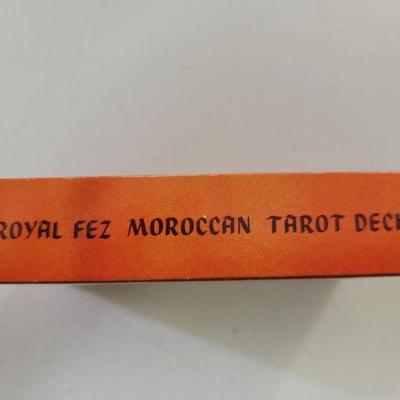 ROYAL FEZ MOROCCAN TAROT DECK